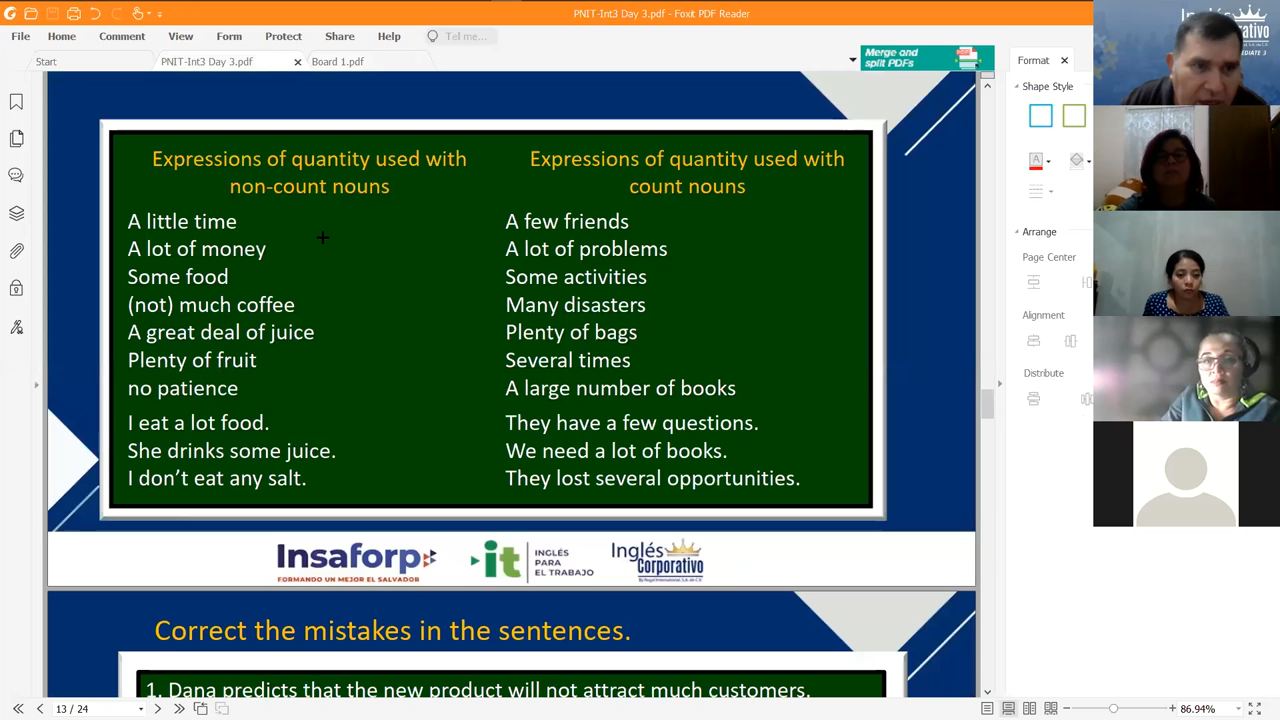 PNIT-Int3 Day 3.pdf - Foxit PDF Reader
File Home Comment View Form Protect Share Help Tell me...
Start PNIT-Int3 Day 3.pdf Board 1.pdf
Merge and
split PDFs
Format
Shape Style
Arrange
Page Center
Alignment
Distribute
Expressions of quantity used with
non-count nouns
A little time
A lot of money
Some food
(not) much coffee
A great deal of juice
Plenty of fruit
no patience
I eat a lot food.
She drinks some juice.
I don't eat any salt.
Expressions of quantity used with
count nouns
A few friends
A lot of problems
Some activities
Many disasters
Plenty of bags
Several times
A large number of books
They have a few questions.
We need a lot of books.
They lost several opportunities.
Insaforp
FORMANDO UN MEJOR EL SALVADOR
it
INGLÉS
PARA
EL TRABAJO
Inglés
Corporativo
Correct the mistakes in the sentences.
1. Dana predicts that the new product will not attract much customers.
13 / 24
86.94%